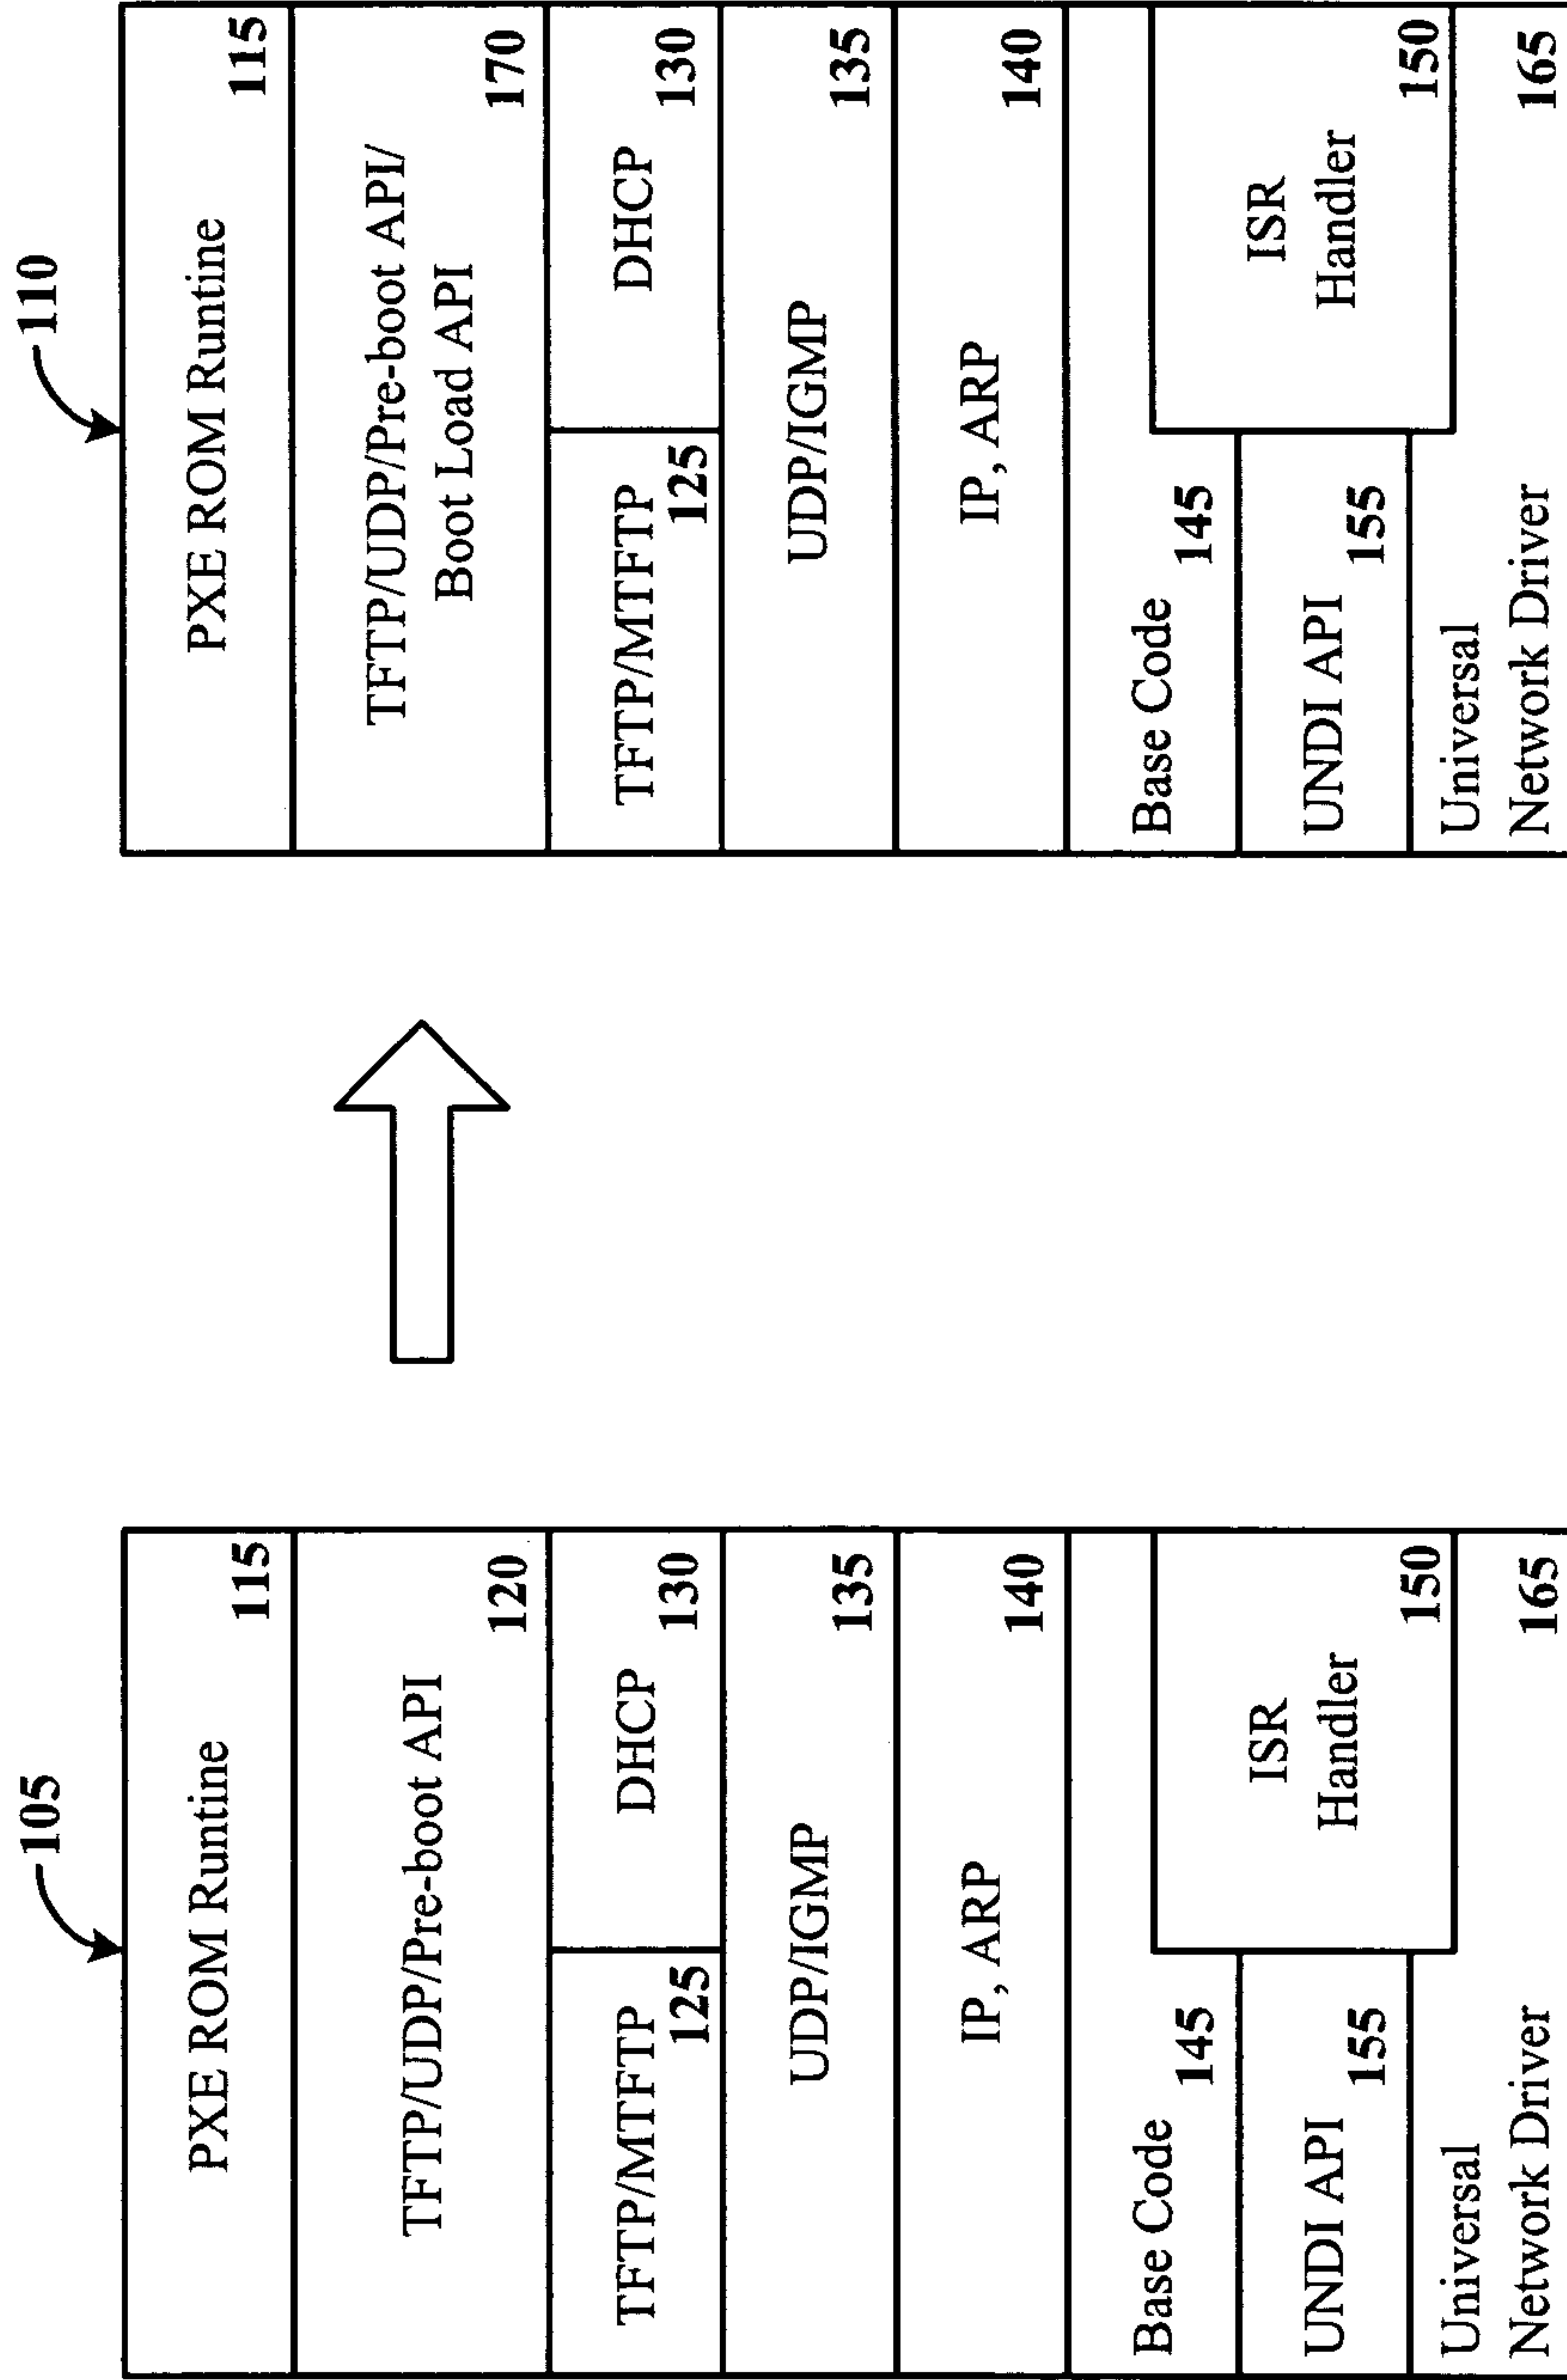 105
PXE ROM Runtine
115
TFTP/UDP/Pre-boot API
120
TFTP/MTFTP
125
DHCP
130
UDP/IGMP
135
IP, ARP
140
Base Code
145
ISR
Handler
150
UNDI API
155
Universal
Network Driver
165
110
PXE ROM Runtine
115
TFTP/UDP/Pre-boot API/
Boot Load API
170
TFTP/MTFTP
125
DHCP
130
UDP/IGMP
135
IP, ARP
140
Base Code
145
ISR
Handler
150
UNDI API
155
Universal
Network Driver
165